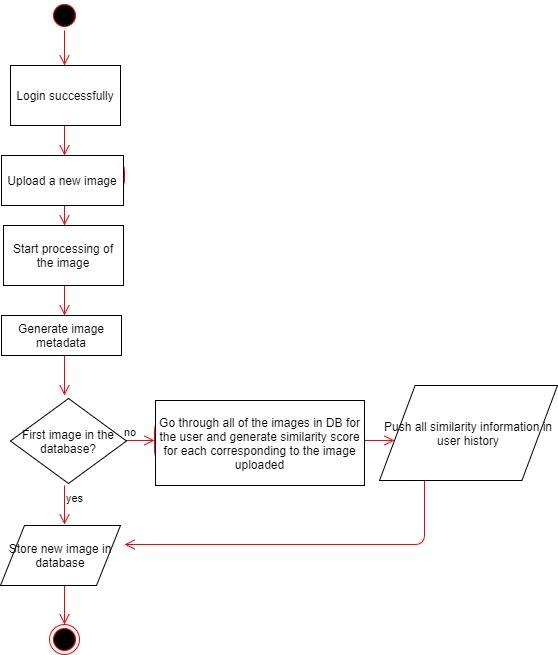 Login successfully
Upload a new image
Start processing of
the image
Generate image
metadata
First image in the
database?
no
Go through all of the images in DB for
the user and generate similarity score
for each corresponding to the image
uploaded
Push all similarity information in
user history
yes
Store new image in
database